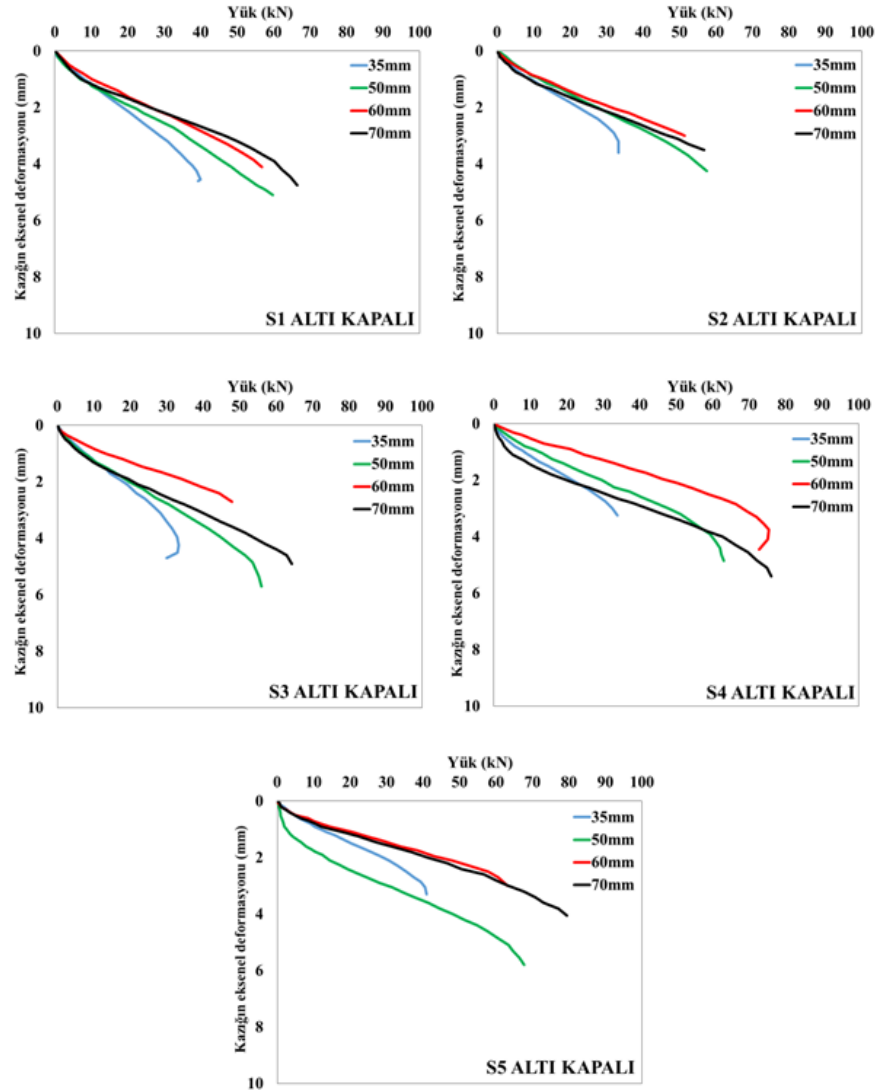 Yük (kN)
0 10 20 30 40 50 60 70 80 90 100
0
2
4
6
8
10
Kazığın eksenel deformasyonu (mm)
35mm
50mm
60mm
70mm
S1 ALTI KAPALI
Yük (kN)
0 10 20 30 40 50 60 70 80 90 100
0
2
4
6
8
10
Kazığın eksenel deformasyonu (mm)
35mm
50mm
60mm
70mm
S2 ALTI KAPALI
Yük (kN)
0 10 20 30 40 50 60 70 80 90 100
0
2
4
6
8
10
Kazığın eksenel deformasyonu (mm)
35mm
50mm
60mm
70mm
S3 ALTI KAPALI
Yük (kN)
0 10 20 30 40 50 60 70 80 90 100
0
2
4
6
8
10
Kazığın eksenel deformasyonu (mm)
35mm
50mm
60mm
70mm
S4 ALTI KAPALI
Yük (kN)
0 10 20 30 40 50 60 70 80 90 100
0
2
4
6
8
10
Kazığın eksenel deformasyonu (mm)
35mm
50mm
60mm
70mm
S5 ALTI KAPALI